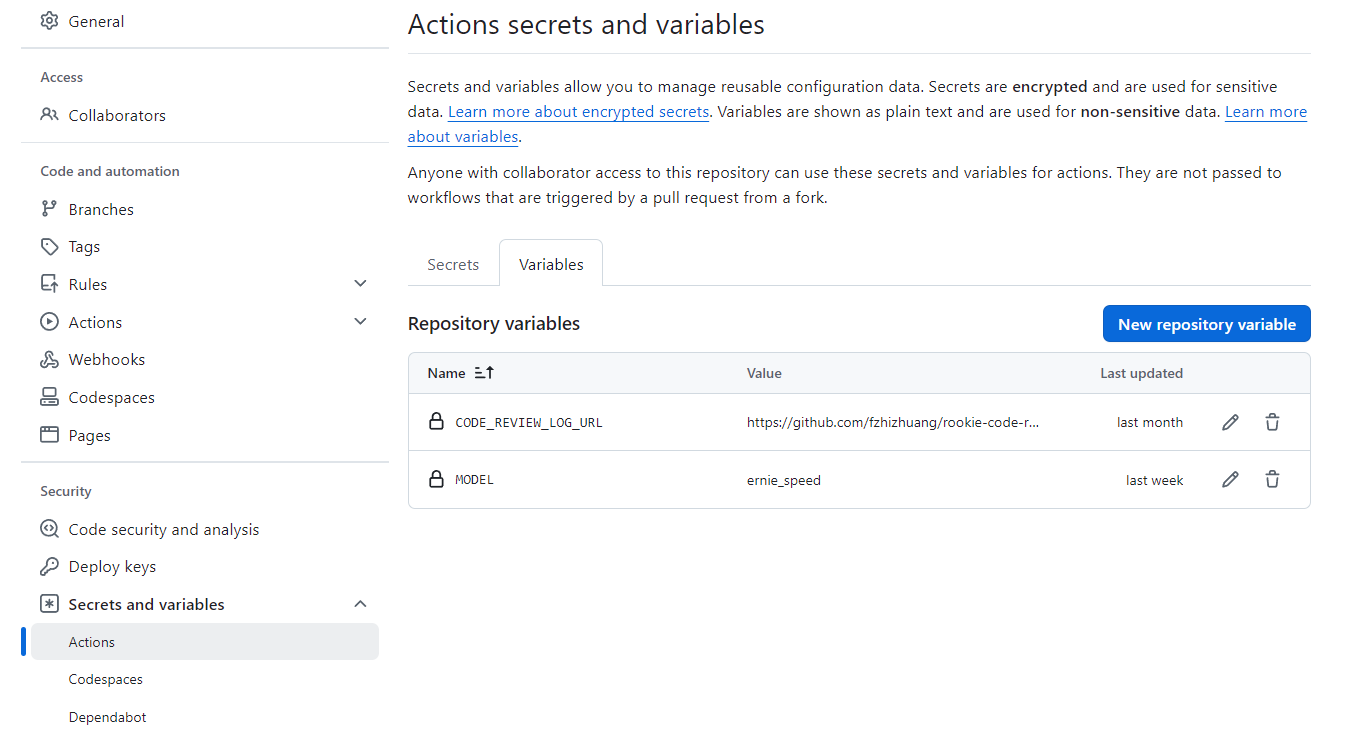 General
Access
Collaborators
Code and automation
Branches
Tags
Rules
Actions
Webhooks
Codespaces
Pages
Security
Code security and analysis
Deploy keys
Secrets and variables
Actions
Codespaces
Dependabot
Actions secrets and variables
Secrets and variables allow you to manage reusable configuration data. Secrets are encrypted and are used for sensitive
data. Learn more about encrypted secrets. Variables are shown as plain text and are used for non-sensitive data. Learn more
about variables.
Anyone with collaborator access to this repository can use these secrets and variables for actions. They are not passed to
workflows that are triggered by a pull request from a fork.
Secrets Variables
Repository variables New repository variable
Name Value Last updated
CODE_REVIEW_LOG_URL https://github.com/fzhizhuang/rookie-code-r... last month
MODEL ernie_speed last week